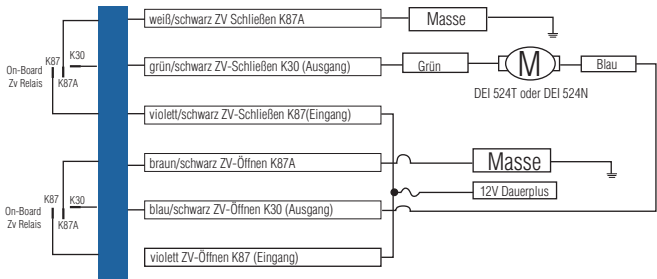 weiß/schwarz ZV Schließen K87A
Masse
K87
K30
K87A
On-Board
Zv Relais
grün/schwarz ZV-Schließen K30 (Ausgang)
Grün
M
Blau
DEI 524T oder DEI 524N
violett/schwarz ZV-Schließen K87(Eingang)
braun/schwarz ZV-Öffnen K87A
Masse
12V Dauerplus
K87
K30
K87A
On-Board
Zv Relais
blau/schwarz ZV-Öffnen K30 (Ausgang)
violett ZV-Öffnen K87 (Eingang)